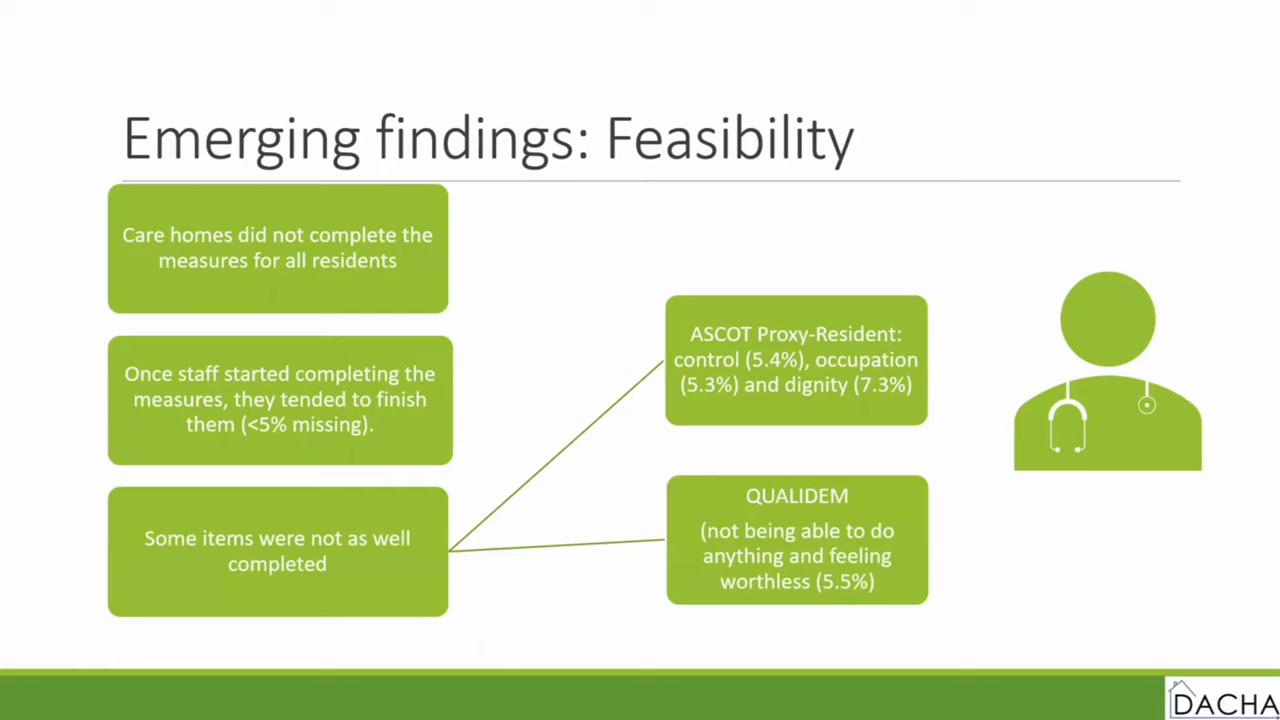 Emerging findings: Feasibility
Care homes did not complete the
measures for all residents
Once staff started completing the
measures, they tended to finish
them (<5% missing).
Some items were not as well
completed
ASCOT Proxy-Resident:
control (5.4%), occupation
(5.3%) and dignity (7.3%)
QUALIDEM
(not being able to do
anything and feeling
worthless (5.5%)
DACHA